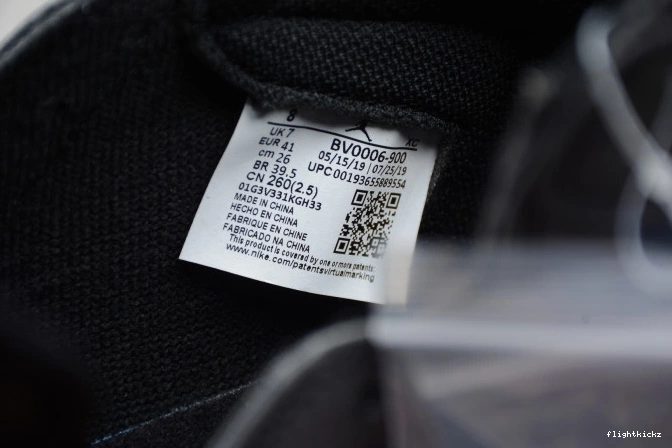 8 XC
UK 7
EUR 41
cm 26
BR 39.5
CN 260(2.5)
01G3V331KGH33
BV0006-900
05/15/19 07/25/19
UPC 00193655889554
MADE IN CHINA
HECHO EN CHINA
FABRIQUE EN CHINE
FABRICADO NA CHINA
This product is covered by one or more patents:
www.nike.com/patentsvirtualmarking
flightkickz